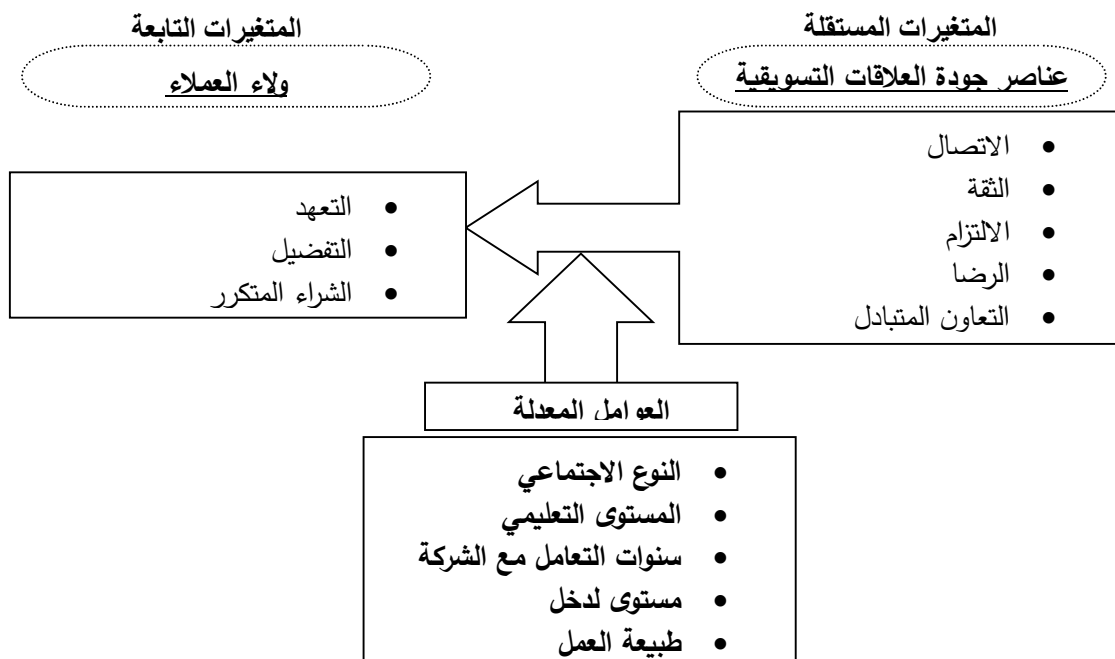 المتغيرات المستقلة
عناصر جودة العلاقات التسويقية
• الاتصال
• الثقة
• الالتزام
• الرضا
• التعاون المتبادل
المتغيرات التابعة
ولاء العملاء
• التعهد
• التفضيل
• الشراء المتكرر
العوامل المعدلة
• النوع الاجتماعي
• المستوى التعليمي
• سنوات التعامل مع الشركة
• مستوى لدخل
• طبيعة العمل